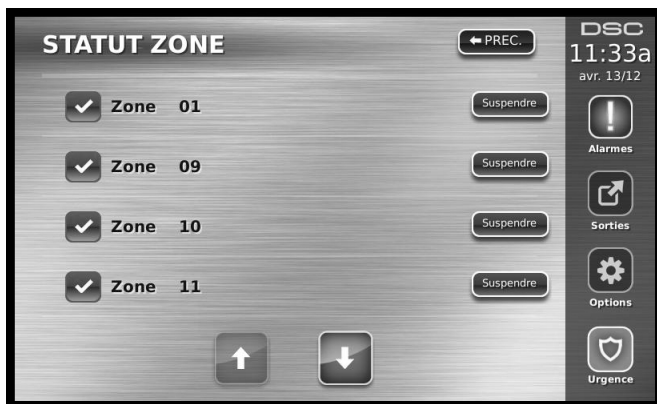 STATUT ZONE
PREC.
DSC
11:33a
avr. 13/12
Zone 01
Suspendre
Alarmes
Zone 09
Suspendre
Sorties
Zone 10
Suspendre
Options
Zone 11
Suspendre
Urgence